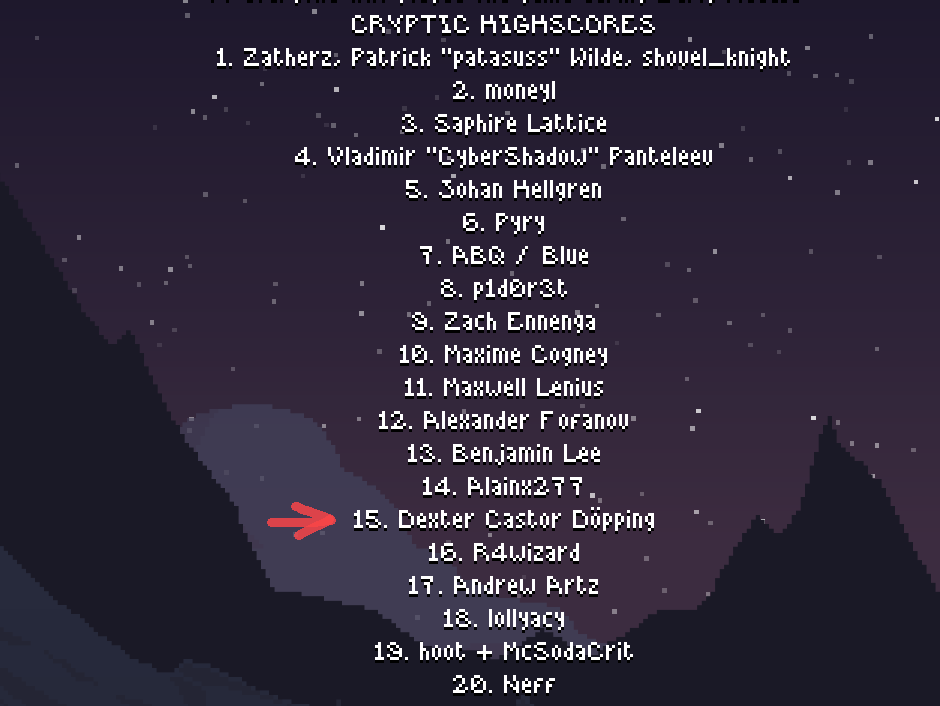 CRYPTIC HIGHSCORES
1. Zatherz, Patrick "patasuss" Wilde, shovel_knight
2. moneyl
3. Saphire Lattice
4. Vladimir "CyberShadow" Panteleev
5. Johan Hellgren
6. Pyry
7. ABQ / Blue
8. p1d0r3t
9. Zach Ennenga
10. Maxime Cogney
11. Maxwell Lenius
12. Alexander Fofanov
13. Benjamin Lee
14. Alainx277
15. Dexter Castor Döpping
16. R4wizard
17. Andrew Artz
18. lollyacy
19. hoot + McSodaCrit
20. Neff